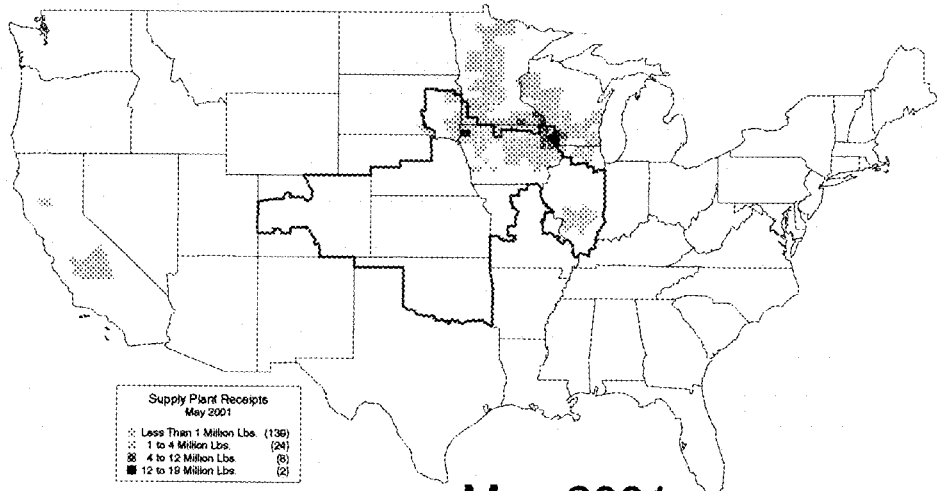 Supply Plant Receipts
May 2001
Less Than 1 Million Lbs. (139)
1 to 4 Million Lbs. (24)
4 to 12 Million Lbs. (8)
12 to 19 Million Lbs. (2)